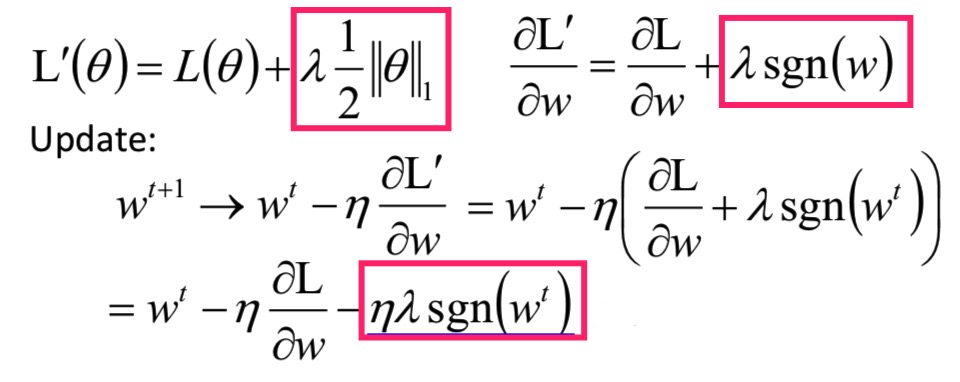 L′(θ) = L(θ) + λ 1/2 ‖θ‖₁    ∂L′/∂w = ∂L/∂w + λ sgn(w)
Update:
w^{t+1} → w^t − η ∂L′/∂w = w^t − η(∂L/∂w + λ sgn(w^t))
= w^t − η ∂L/∂w − ηλ sgn(w^t)